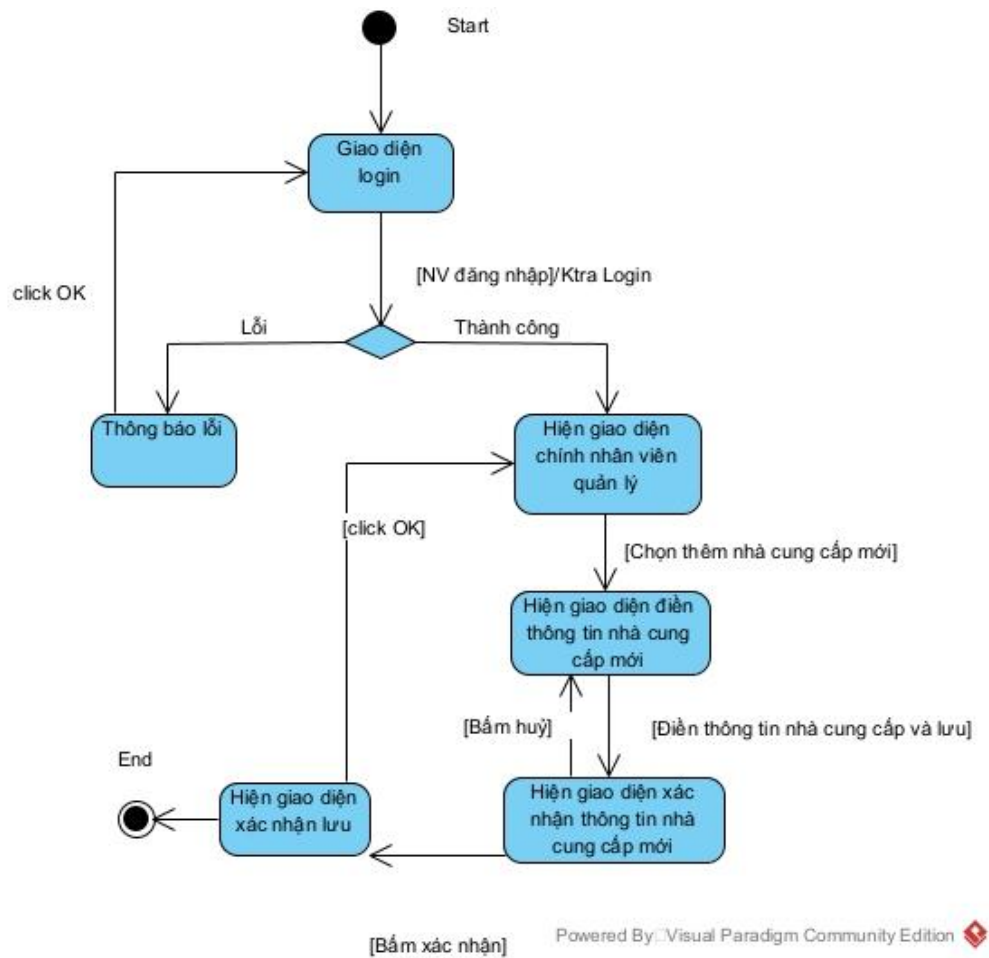 Start
Giao diện
login
[NV đăng nhập]/Ktra Login
click OK
Lỗi
Thành công
Thông báo lỗi
Hiện giao diện
chính nhân viên
quản lý
[click OK]
[Chọn thêm nhà cung cấp mới]
Hiện giao diện điền
thông tin nhà cung
cấp mới
[Bấm huỷ]
[Điền thông tin nhà cung cấp và lưu]
End
Hiện giao diện
xác nhận lưu
Hiện giao diện xác
nhận thông tin nhà
cung cấp mới
[Bấm xác nhận]
Powered By Visual Paradigm Community Edition